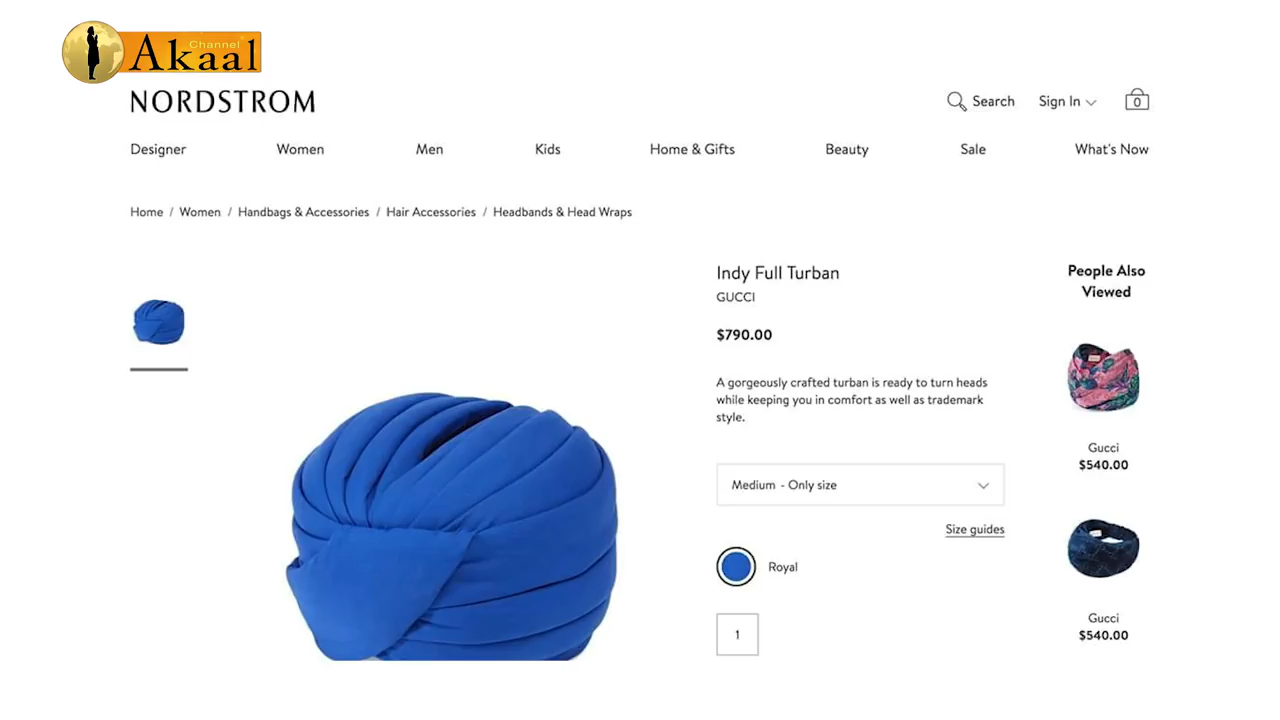 Channel
Akaal
NORDSTROM
Search
Sign In
0
Designer
Women
Men
Kids
Home & Gifts
Beauty
Sale
What's Now
Home / Women / Handbags & Accessories / Hair Accessories / Headbands & Head Wraps
Indy Full Turban
GUCCI
$790.00
A gorgeously crafted turban is ready to turn heads
while keeping you in comfort as well as trademark
style.
Medium - Only size
Size guides
Royal
1
People Also
Viewed
Gucci
$540.00
Gucci
$540.00